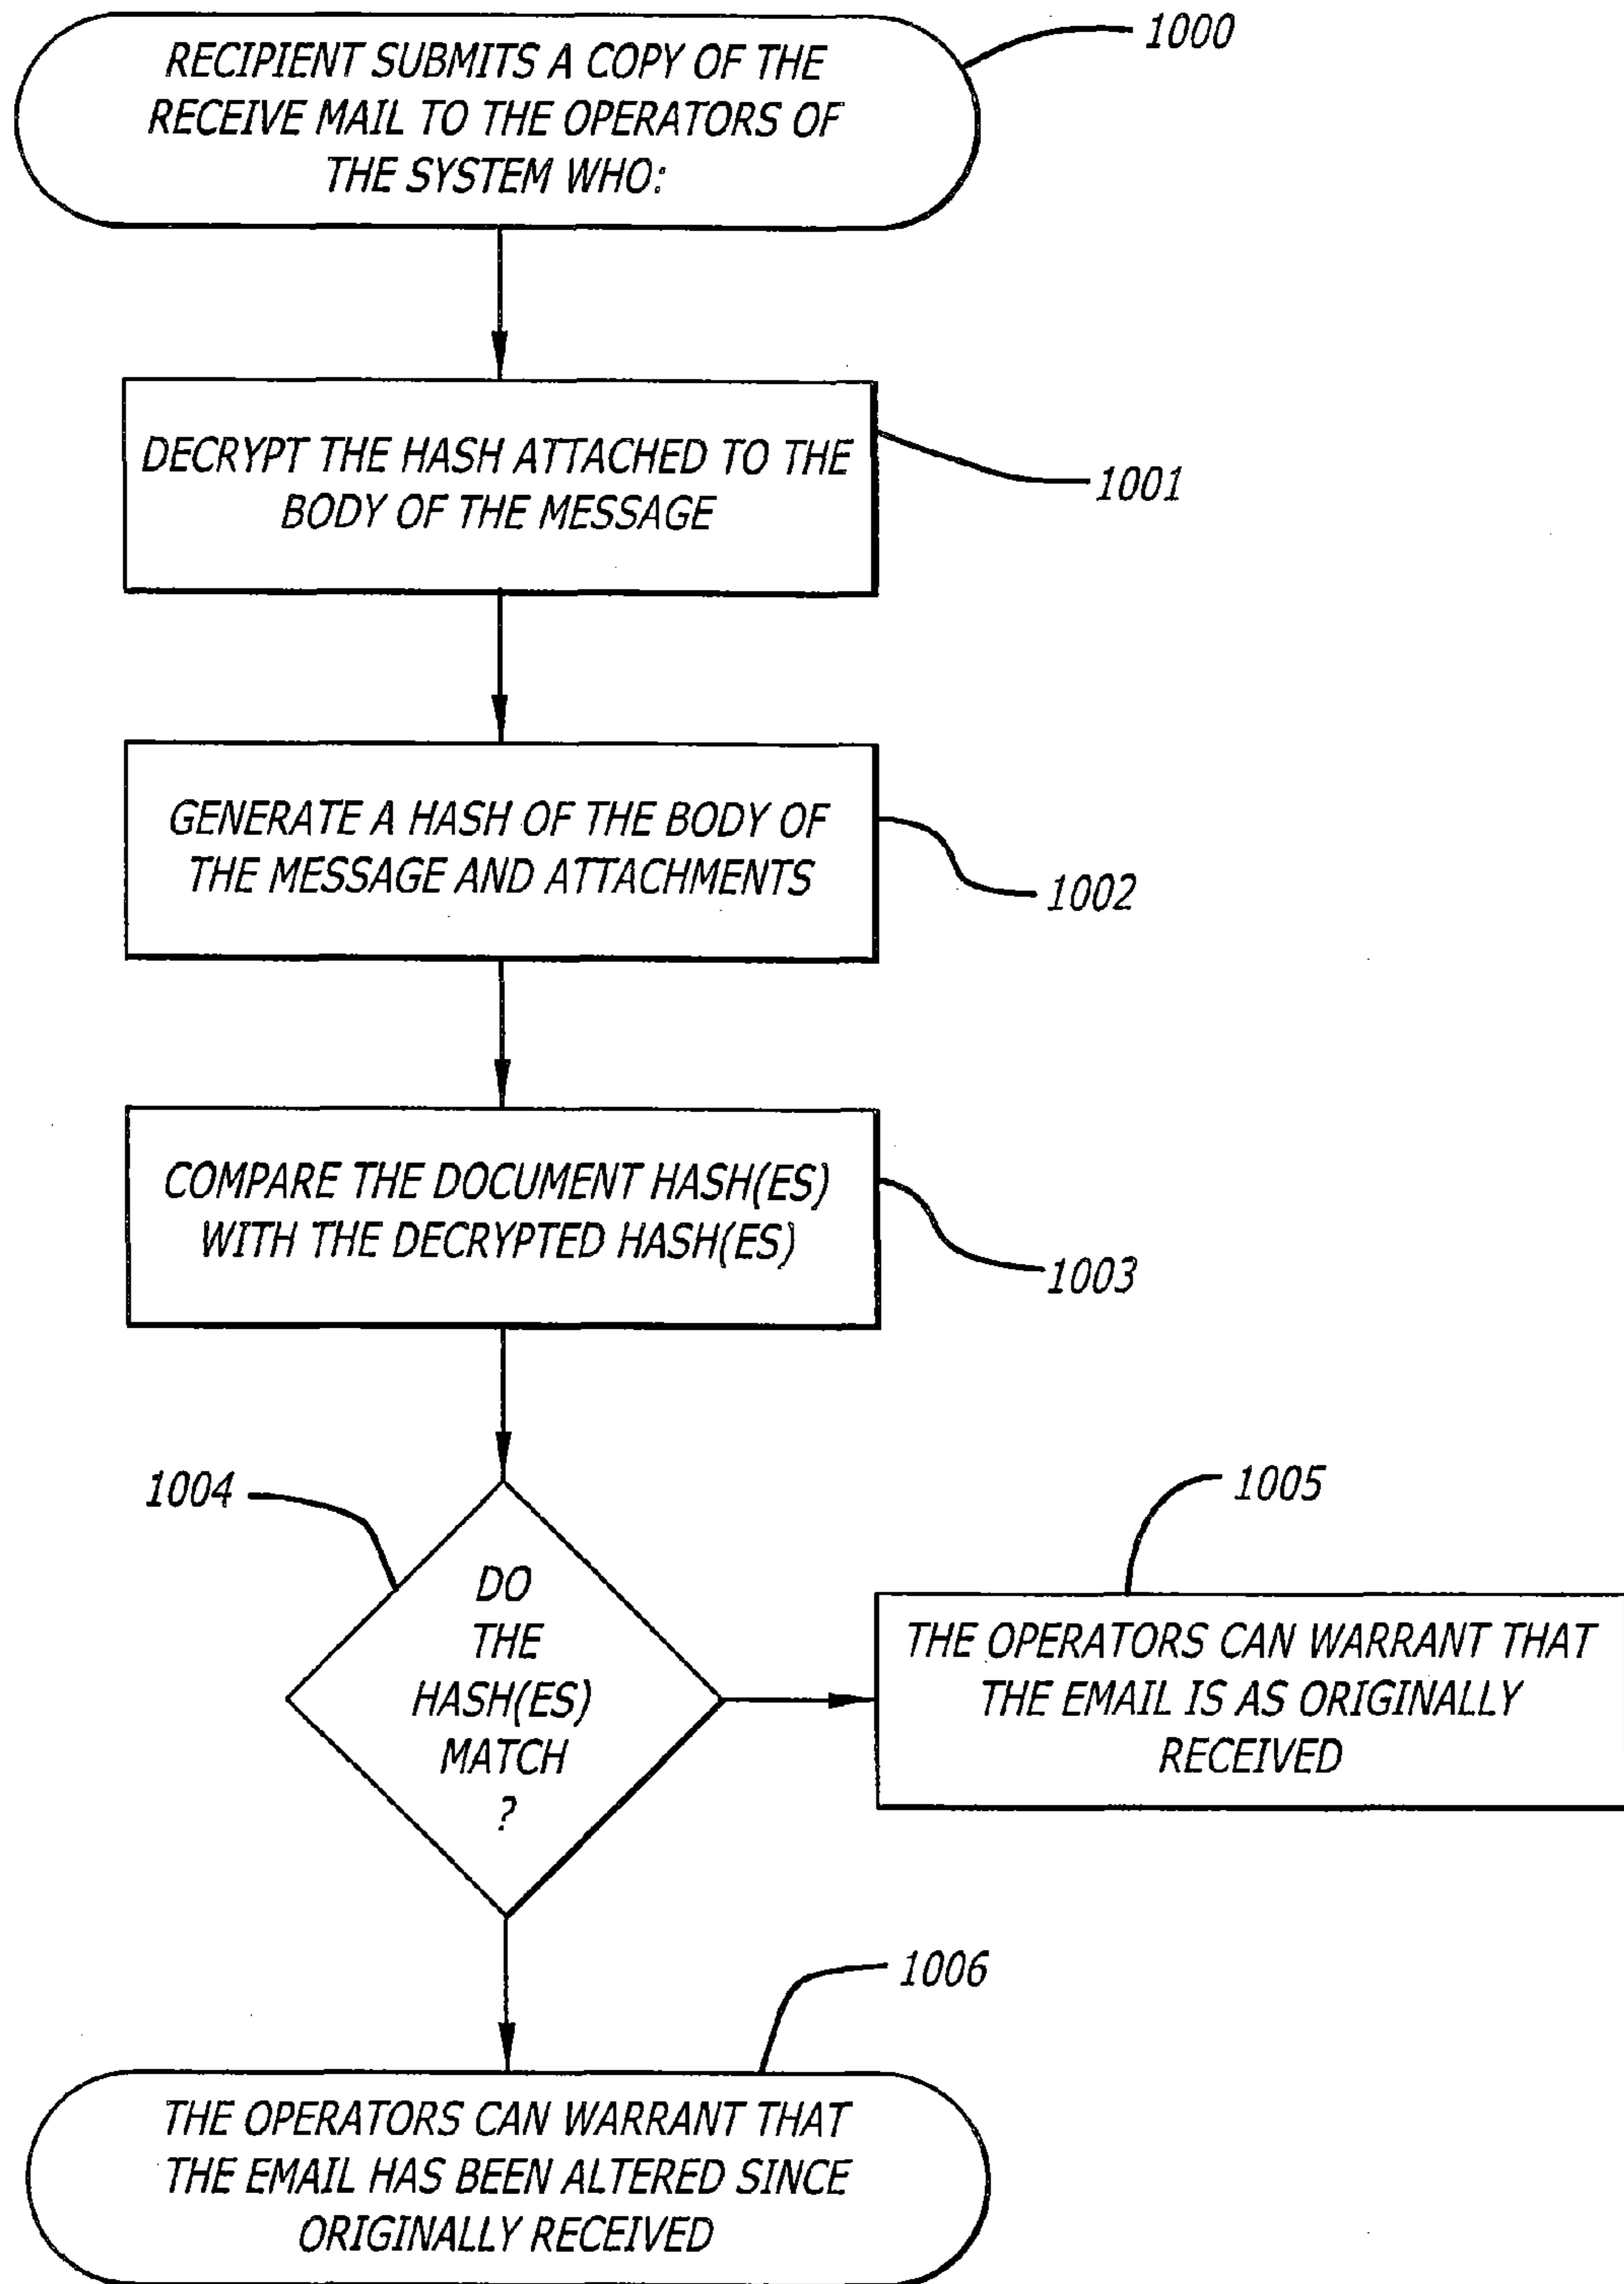 RECIPIENT SUBMITS A COPY OF THE
RECEIVE MAIL TO THE OPERATORS OF
THE SYSTEM WHO:
1000
DECRYPT THE HASH ATTACHED TO THE
BODY OF THE MESSAGE
1001
GENERATE A HASH OF THE BODY OF
THE MESSAGE AND ATTACHMENTS
1002
COMPARE THE DOCUMENT HASH(ES)
WITH THE DECRYPTED HASH(ES)
1003
1004
DO
THE
HASH(ES)
MATCH
?
1005
THE OPERATORS CAN WARRANT THAT
THE EMAIL IS AS ORIGINALLY
RECEIVED
1006
THE OPERATORS CAN WARRANT THAT
THE EMAIL HAS BEEN ALTERED SINCE
ORIGINALLY RECEIVED